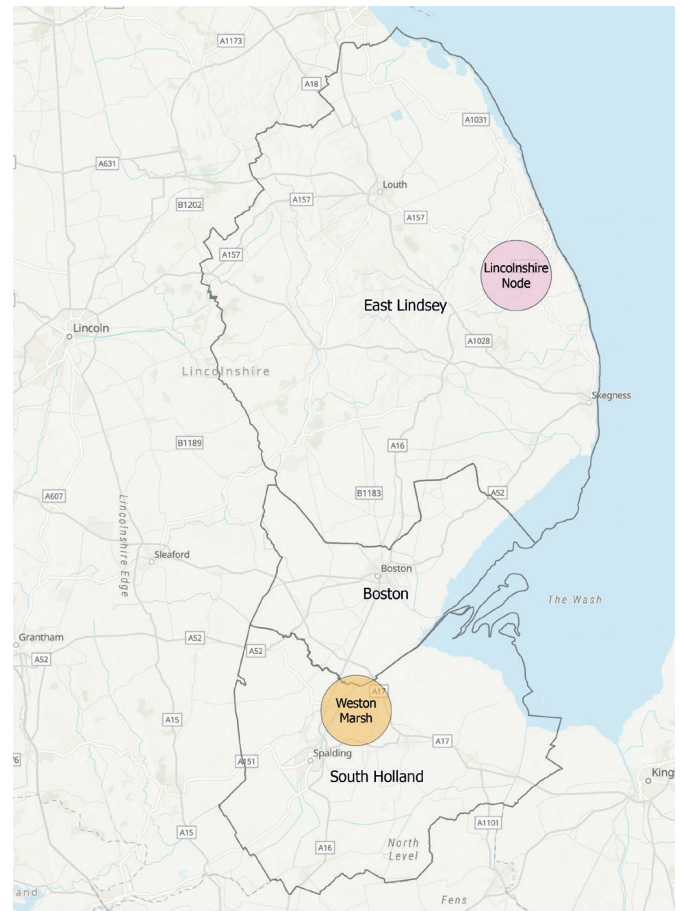 A1173
A18
A1031
A631
Louth
B1202
A157
A157
A157
Lincolnshire
Node
East Lindsey
Lincoln
A1028
Lincolnshire
Skegness
B1189
A16
A607
B1183
A52
Lincolnshire Edge
Sleaford
Boston
Boston
The Wash
Grantham
A52
A52
A52
A17
Weston
Marsh
A15
A17
Spalding
A151
South Holland
Kings
A15
A16
A1101
North
Level
Fens